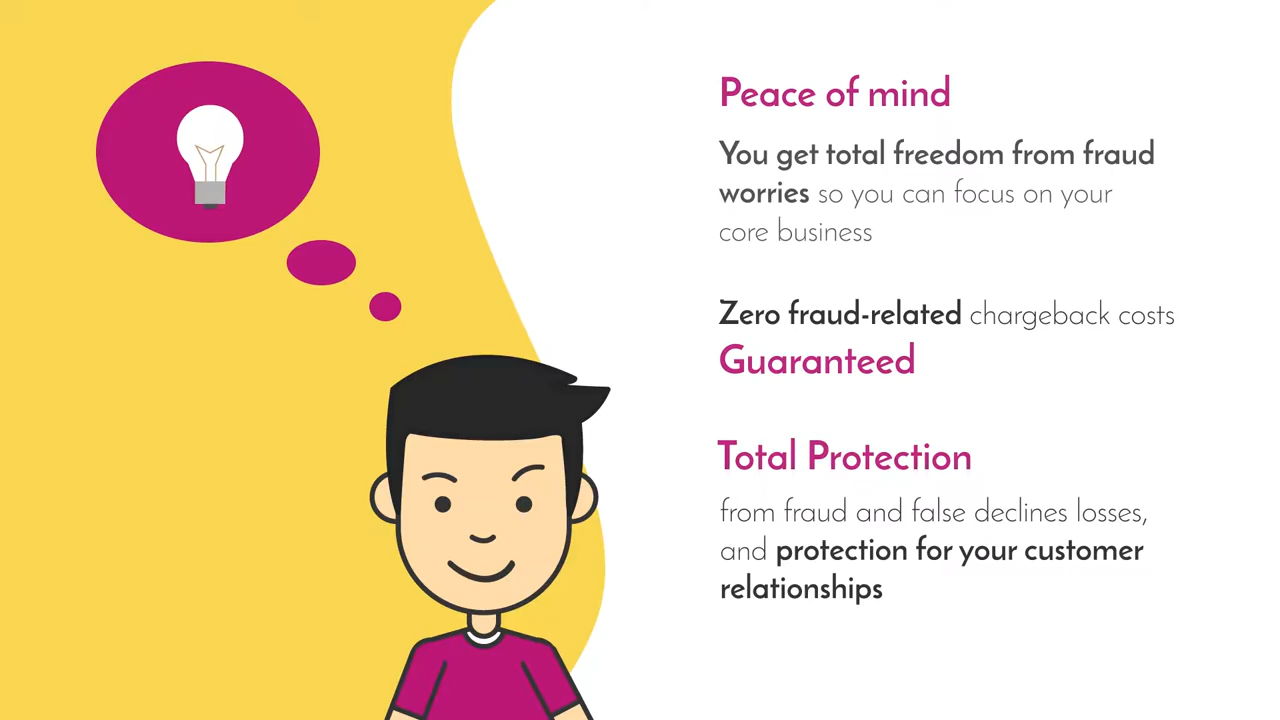 Peace of mind
You get total freedom from fraud
worries so you can focus on your
core business
Zero fraud-related chargeback costs
Guaranteed
Total Protection
from fraud and false declines losses,
and protection for your customer
relationships